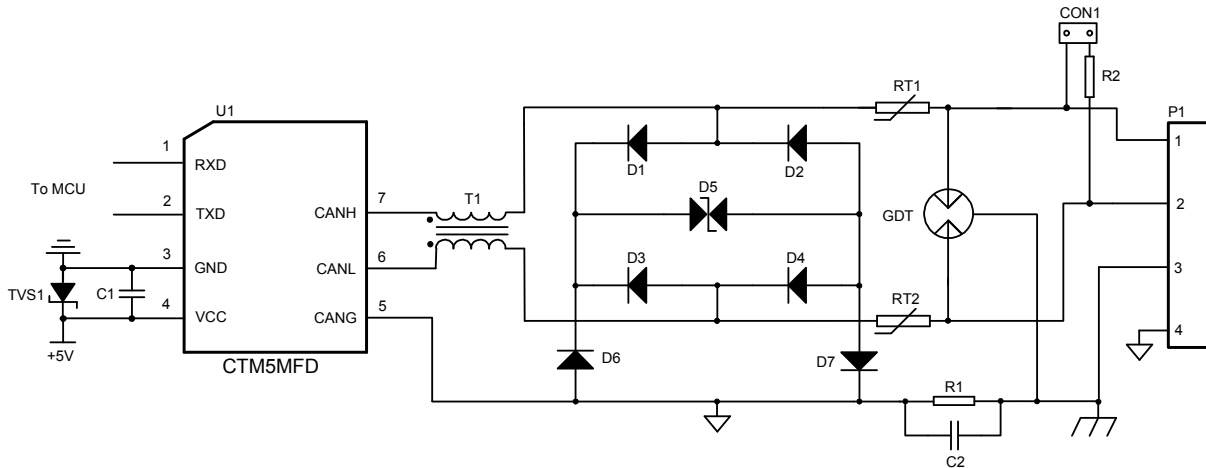 CON1
R2
RT1
P1
U1
1
RXD
1
D1
D2
To MCU
2
TXD
CANH
7
T1
D5
GDT
2
3
GND
CANL
6
D3
D4
3
TVS1
C1
4
VCC
CANG
5
RT2
4
+5V
CTM5MFD
D6
D7
R1
C2